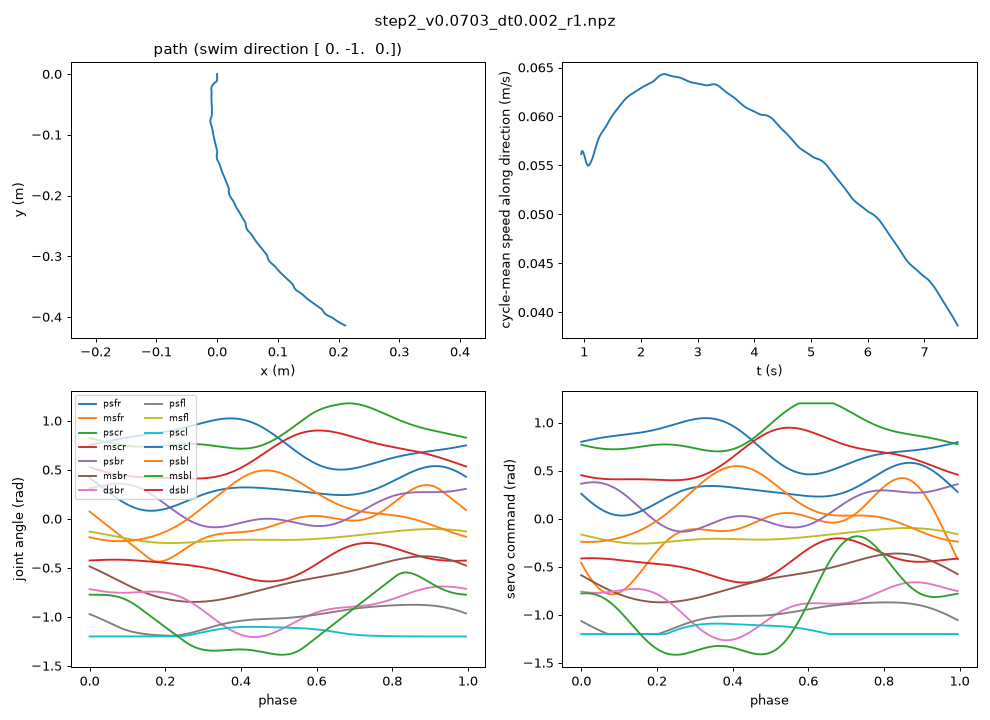 step2_v0.0703_dt0.002_r1.npz
path (swim direction [ 0. -1.  0.])
y (m)
0.0
−0.1
−0.2
−0.3
−0.4
−0.2
−0.1
0.0
0.1
0.2
0.3
0.4
x (m)
cycle-mean speed along direction (m/s)
0.065
0.060
0.055
0.050
0.045
0.040
1
2
3
4
5
6
7
t (s)
joint angle (rad)
1.0
0.5
0.0
−0.5
−1.0
−1.5
psfr
msfr
pscr
mscr
psbr
msbr
dsbr
psfl
msfl
pscl
mscl
psbl
msbl
dsbl
0.0
0.2
0.4
0.6
0.8
1.0
phase
servo command (rad)
1.0
0.5
0.0
−0.5
−1.0
−1.5
0.0
0.2
0.4
0.6
0.8
1.0
phase